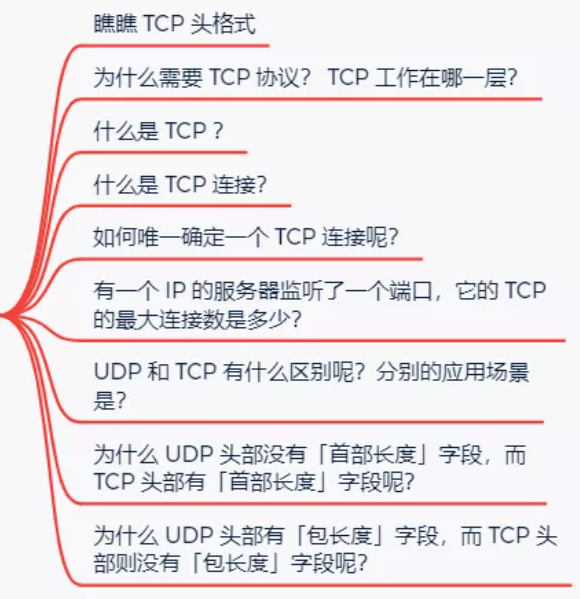 瞧瞧 TCP 头格式
为什么需要 TCP 协议? TCP 工作在哪一层?
什么是 TCP ?
什么是 TCP 连接?
如何唯一确定一个 TCP 连接呢?
有一个 IP 的服务器监听了一个端口，它的 TCP
的最大连接数是多少?
UDP 和 TCP 有什么区别呢? 分别的应用场景
是?
为什么 UDP 头部没有「首部长度」字段，而
TCP 头部有「首部长度」字段呢?
为什么 UDP 头部有「包长度」字段，而 TCP 头
部则没有「包长度」字段呢?